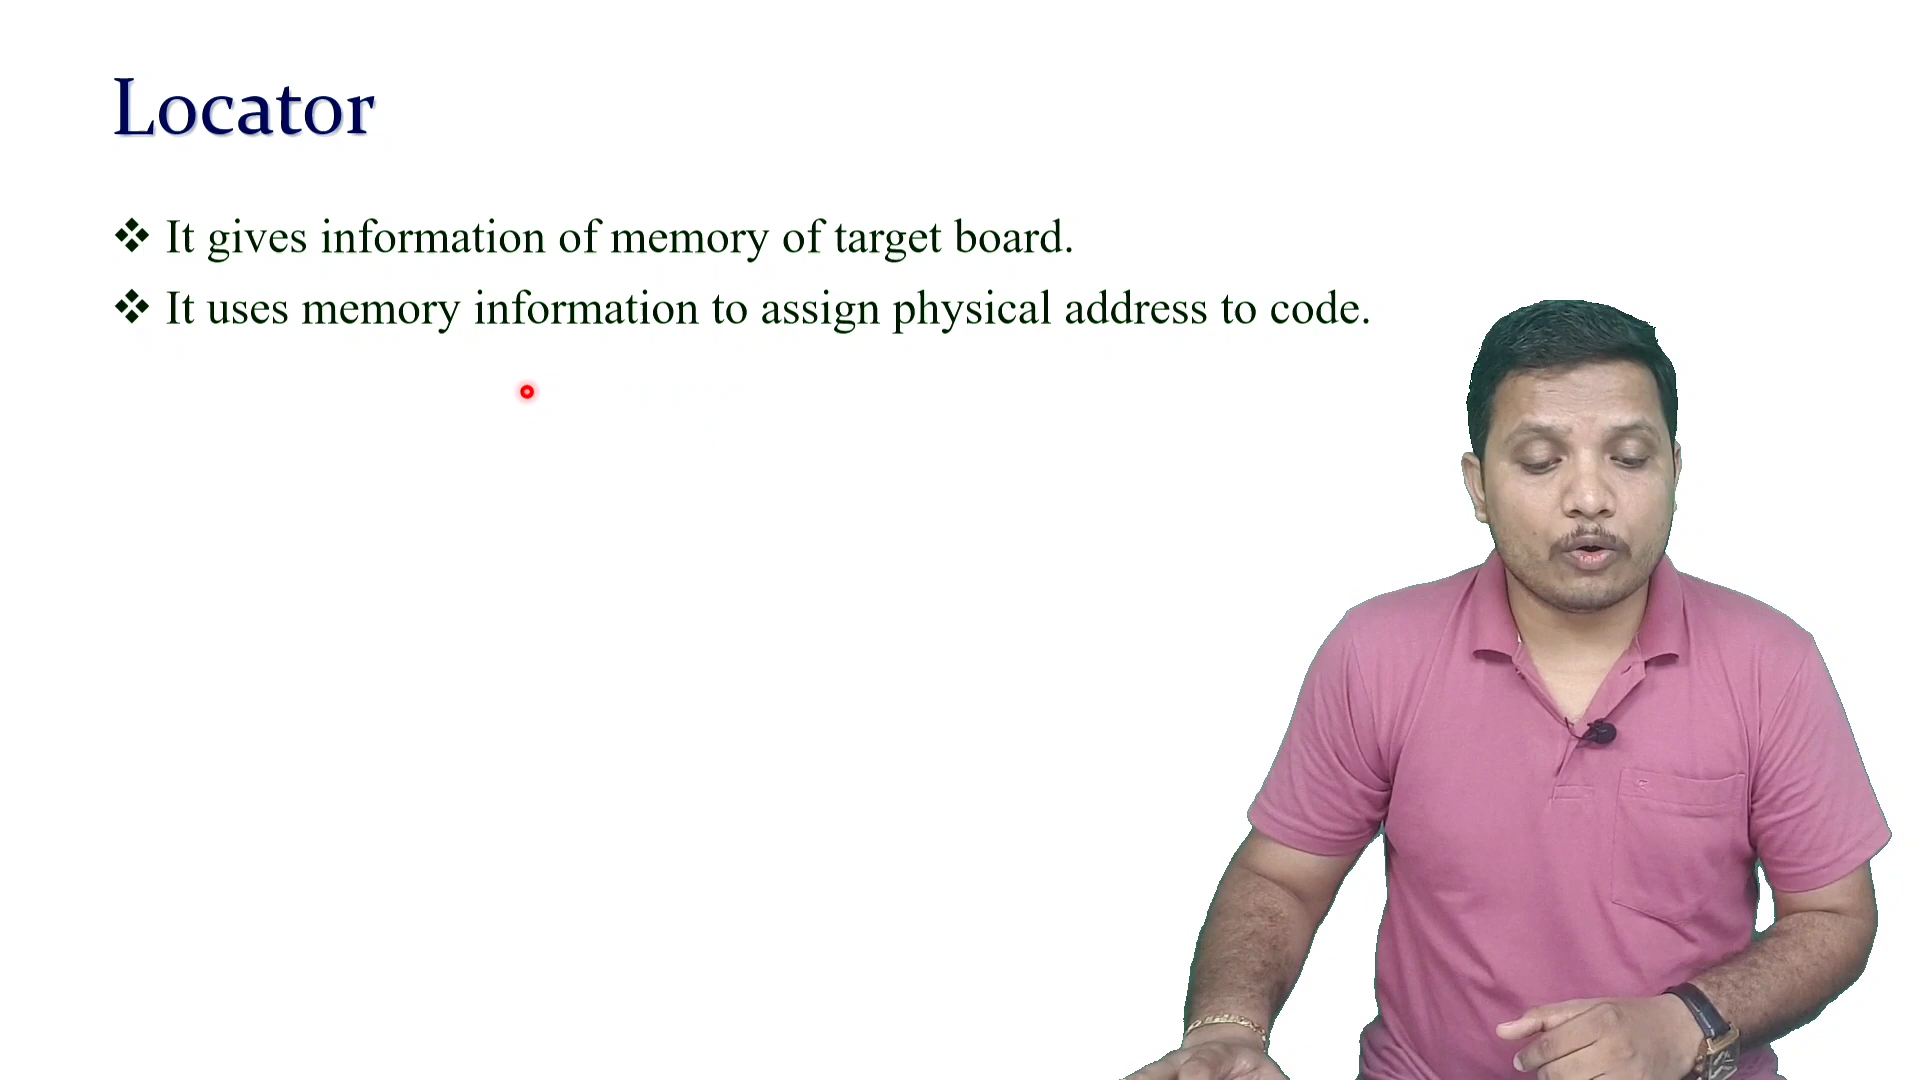 Locator
❖ It gives information of memory of target board.
❖ It uses memory information to assign physical address to code.